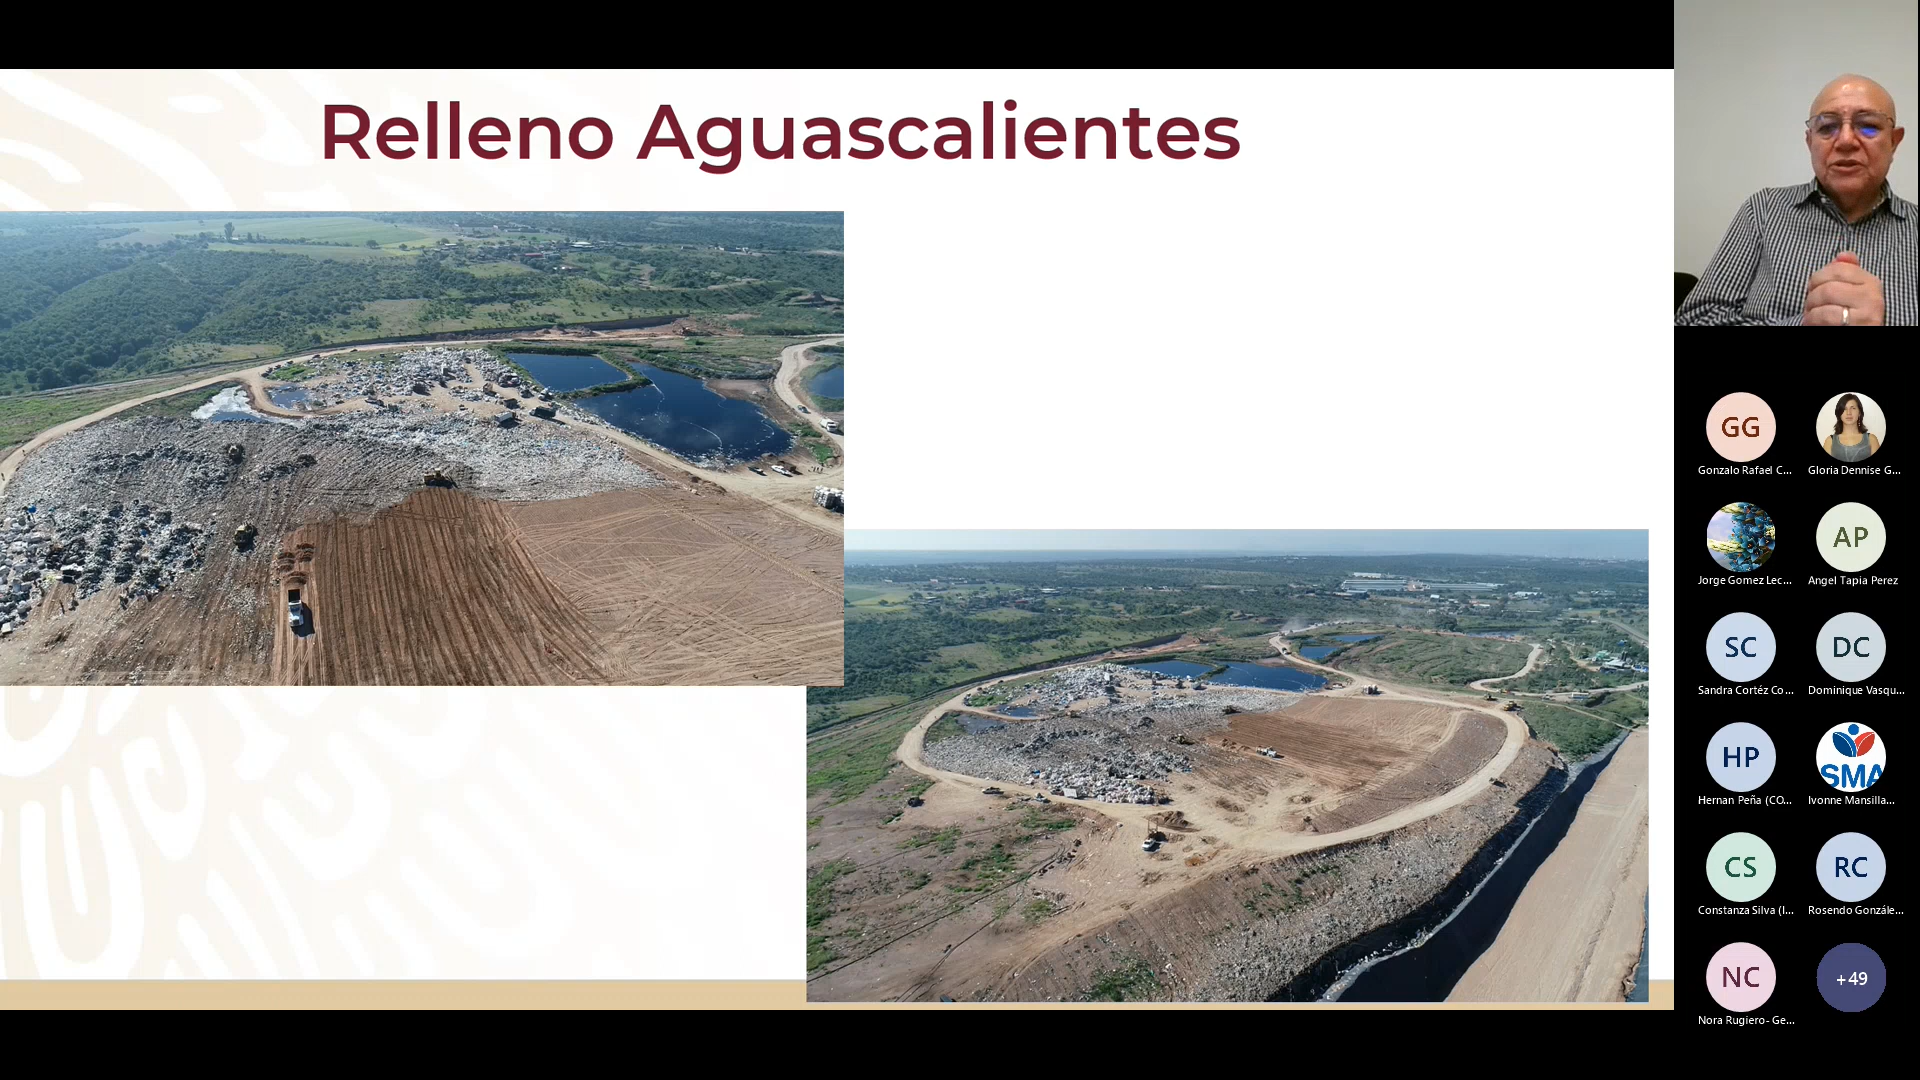 Relleno Aguascalientes
GG
Gonzalo Rafael C...
Gloria Dennise G...
Jorge Gomez Lec...
AP
Angel Tapia Perez
SC
Sandra Cortéz Co...
DC
Dominique Vasqu...
HP
Hernan Peña (CO...
SMA
Ivonne Mansilla...
CS
Constanza Silva (I...
RC
Rosendo Gonzále...
NC
Nora Rugiero- Ge...
+49